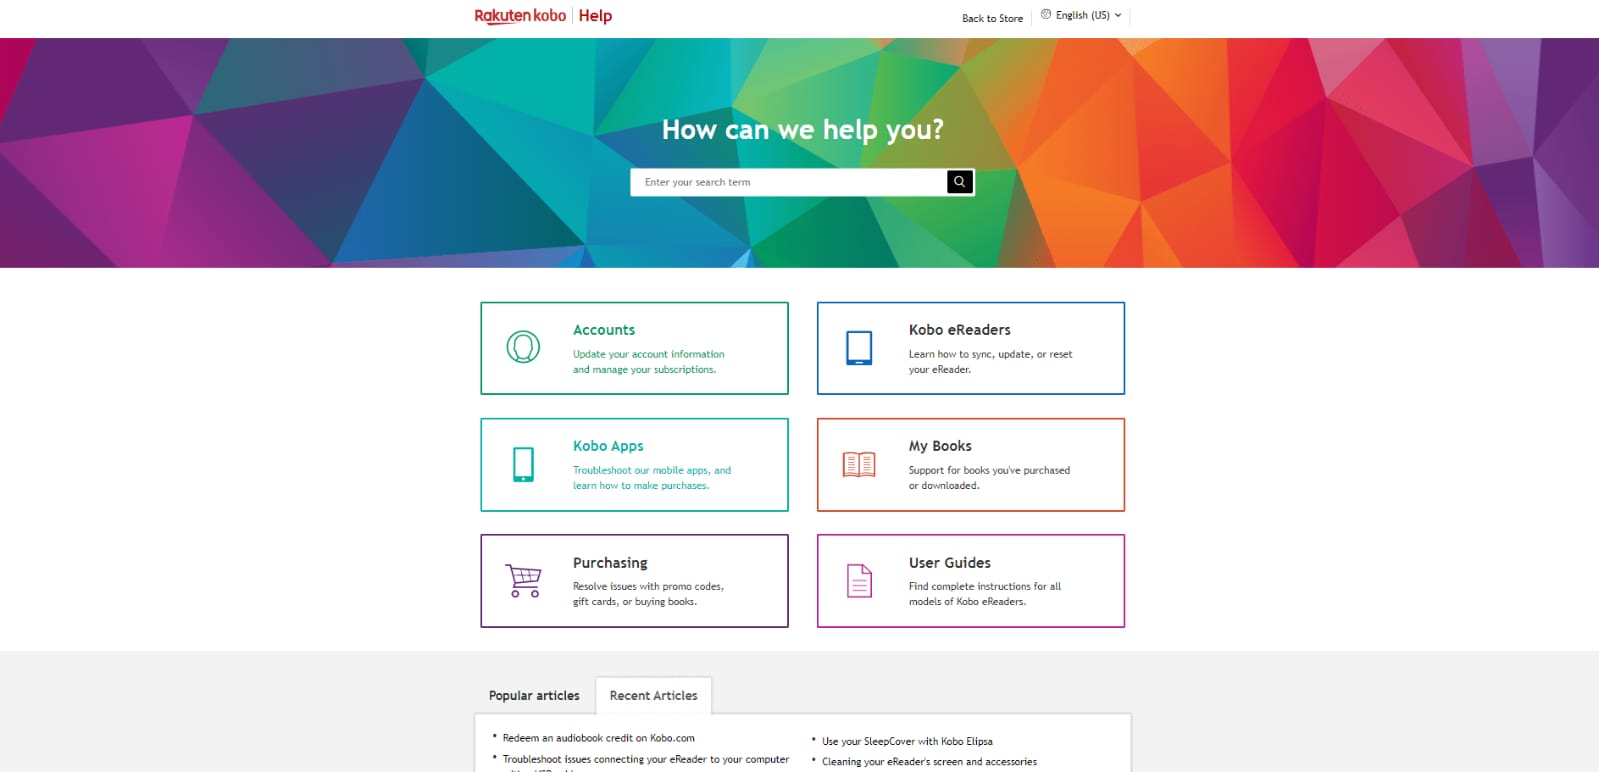 Rakuten kobo Help
Back to Store
English (US)
How can we help you?
Enter your search term
Accounts
Update your account information
and manage your subscriptions.
Kobo eReaders
Learn how to sync, update, or reset
your eReader.
Kobo Apps
Troubleshoot our mobile apps, and
learn how to make purchases.
My Books
Support for books you've purchased
or downloaded.
Purchasing
Resolve issues with promo codes,
gift cards, or buying books.
User Guides
Find complete instructions for all
models of Kobo eReaders.
Popular articles
Recent Articles
• Redeem an audiobook credit on Kobo.com
• Troubleshoot issues connecting your eReader to your computer
• Use your SleepCover with Kobo Elipsa
• Cleaning your eReader's screen and accessories